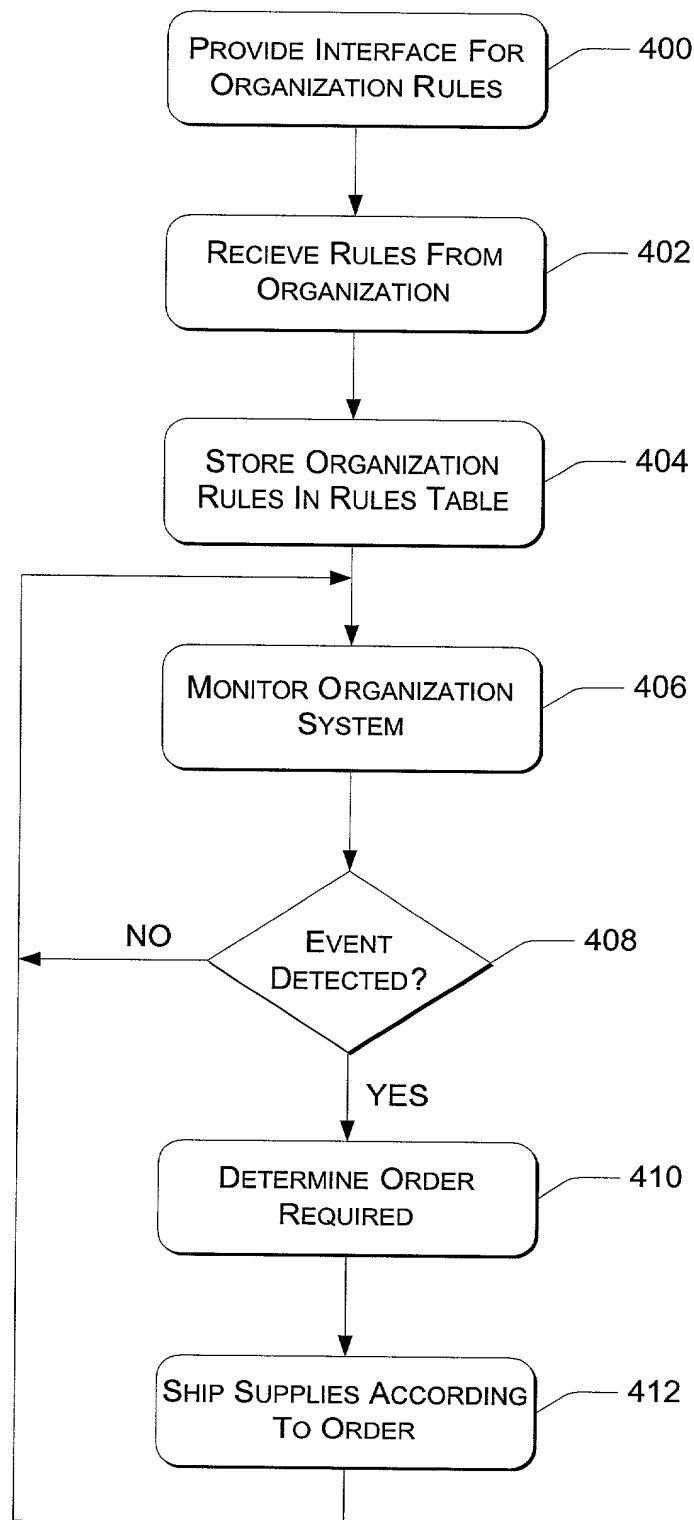 PROVIDE INTERFACE FOR
ORGANIZATION RULES
400
RECIEVE RULES FROM
ORGANIZATION
402
STORE ORGANIZATION
RULES IN RULES TABLE
404
MONITOR ORGANIZATION
SYSTEM
406
NO
EVENT
DETECTED?
408
YES
DETERMINE ORDER
REQUIRED
410
SHIP SUPPLIES ACCORDING
TO ORDER
412